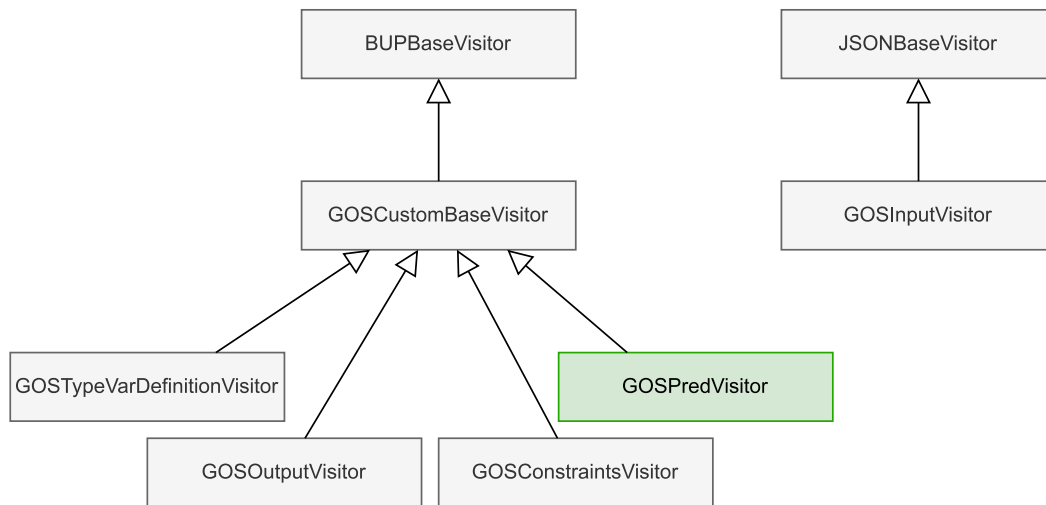 BUPBaseVisitor
JSONBaseVisitor
GOSCustomBaseVisitor
GOSInputVisitor
GOSTypeVarDefinitionVisitor
GOSPredVisitor
GOSOutputVisitor
GOSConstraintsVisitor